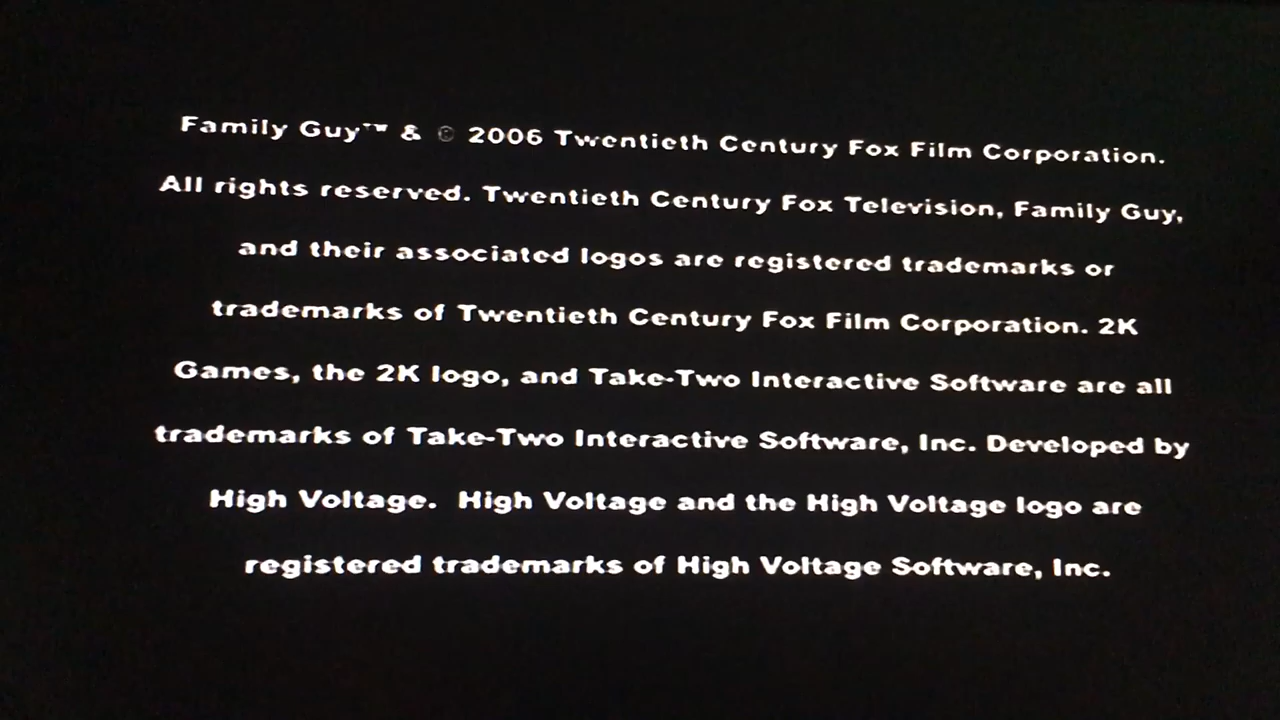 Family Guy™ & © 2006 Twentieth Century Fox Film Corporation.
All rights reserved. Twentieth Century Fox Television, Family Guy,
and their associated logos are registered trademarks or
trademarks of Twentieth Century Fox Film Corporation. 2K
Games, the 2K logo, and Take-Two Interactive Software are all
trademarks of Take-Two Interactive Software, Inc. Developed by
High Voltage.  High Voltage and the High Voltage logo are
registered trademarks of High Voltage Software, Inc.